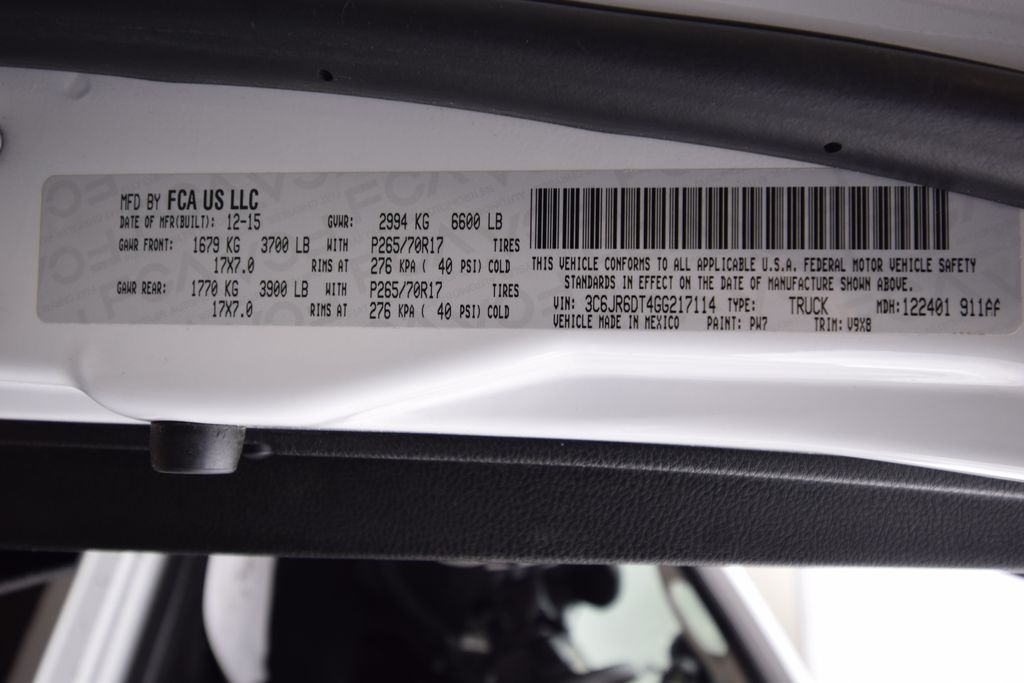 MFD BY FCA US LLC
DATE OF MFR(BUILT): 12-15 GVWR: 2994 KG 6600 LB
GAWR FRONT: 1679 KG 3700 LB WITH P265/70R17 TIRES
17X7.0 RIMS AT 276 KPA ( 40 PSI) COLD
GAWR REAR: 1770 KG 3900 LB WITH P265/70R17 TIRES
17X7.0 RIMS AT 276 KPA ( 40 PSI) COLD
THIS VEHICLE CONFORMS TO ALL APPLICABLE U.S.A. FEDERAL MOTOR VEHICLE SAFETY
STANDARDS IN EFFECT ON THE DATE OF MANUFACTURE SHOWN ABOVE.
VIN: 3C6JR6DT4GG217114 TYPE: TRUCK MDH:122401 911AF
VEHICLE MADE IN MEXICO PAINT: PW7 TRIM: V9X8